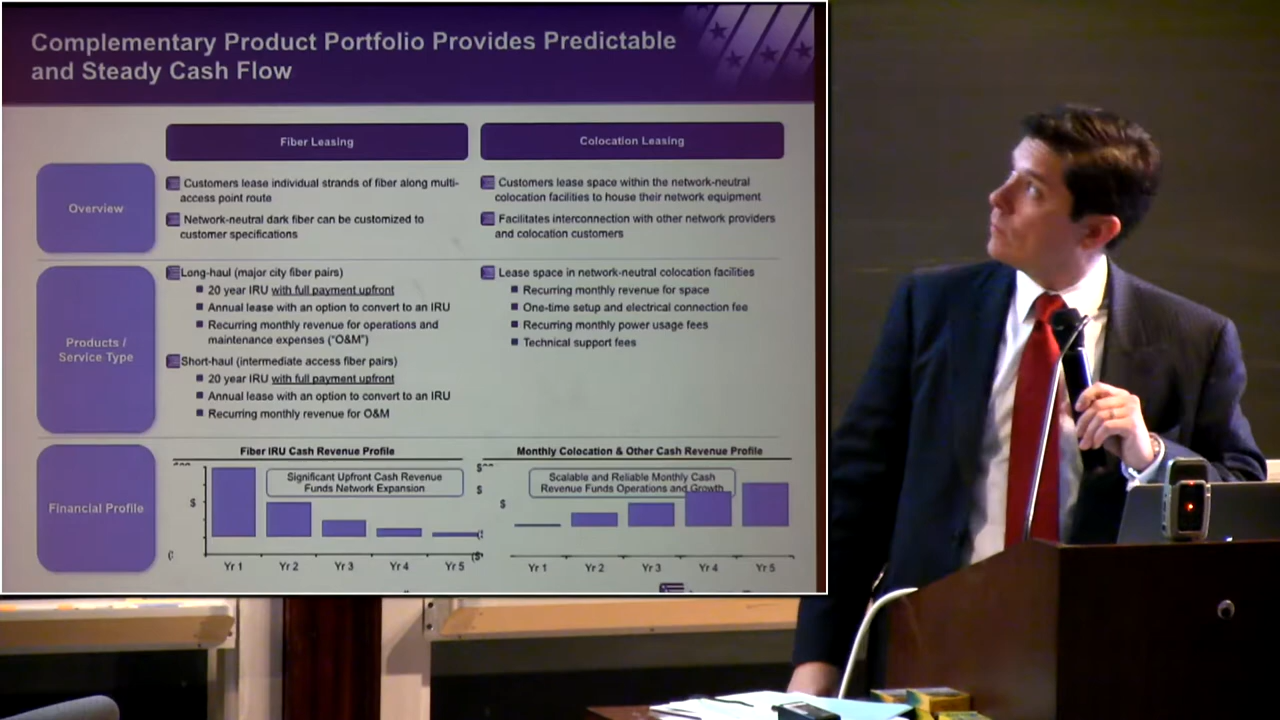 Complementary Product Portfolio Provides Predictable
and Steady Cash Flow
Fiber Leasing
Colocation Leasing
Overview
Customers lease individual strands of fiber along multi-
access point route
Network-neutral dark fiber can be customized to
customer specifications
Customers lease space within the network-neutral
colocation facilities to house their network equipment
Facilitates interconnection with other network providers
and colocation customers
Products /
Service Type
Long-haul (major city fiber pairs)
20 year IRU with full payment upfront
Annual lease with an option to convert to an IRU
Recurring monthly revenue for operations and
maintenance expenses ("O&M")
Short-haul (intermediate access fiber pairs)
20 year IRU with full payment upfront
Annual lease with an option to convert to an IRU
Recurring monthly revenue for O&M
Lease space in network-neutral colocation facilities
Recurring monthly revenue for space
One-time setup and electrical connection fee
Recurring monthly power usage fees
Technical support fees
Financial Profile
Fiber IRU Cash Revenue Profile
Significant Upfront Cash Revenue
Funds Network Expansion
$
Yr 1 Yr 2 Yr 3 Yr 4 Yr 5
Monthly Colocation & Other Cash Revenue Profile
Scalable and Reliable Monthly Cash
Revenue Funds Operations and Growth
$
$
Yr 1 Yr 2 Yr 3 Yr 4 Yr 5